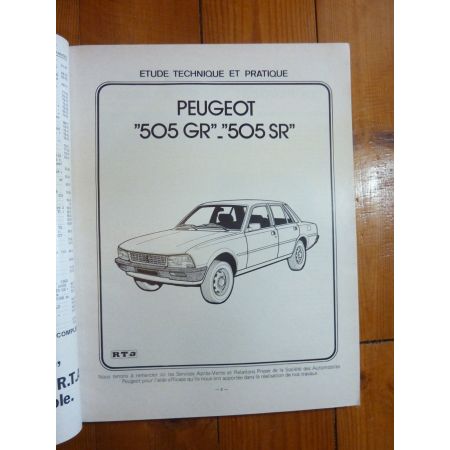 ETUDE TECHNIQUE ET PRATIQUE
PEUGEOT
"505 GR"_"505 SR"
RTa
Nous tenons à remercier ici les Services Après-Vente et Relations Presse de la Société des Automobiles
Peugeot pour l'aide efficace qu'ils nous ont apportée dans la réalisation de nos travaux.
COMPL
R.T.A
ble.